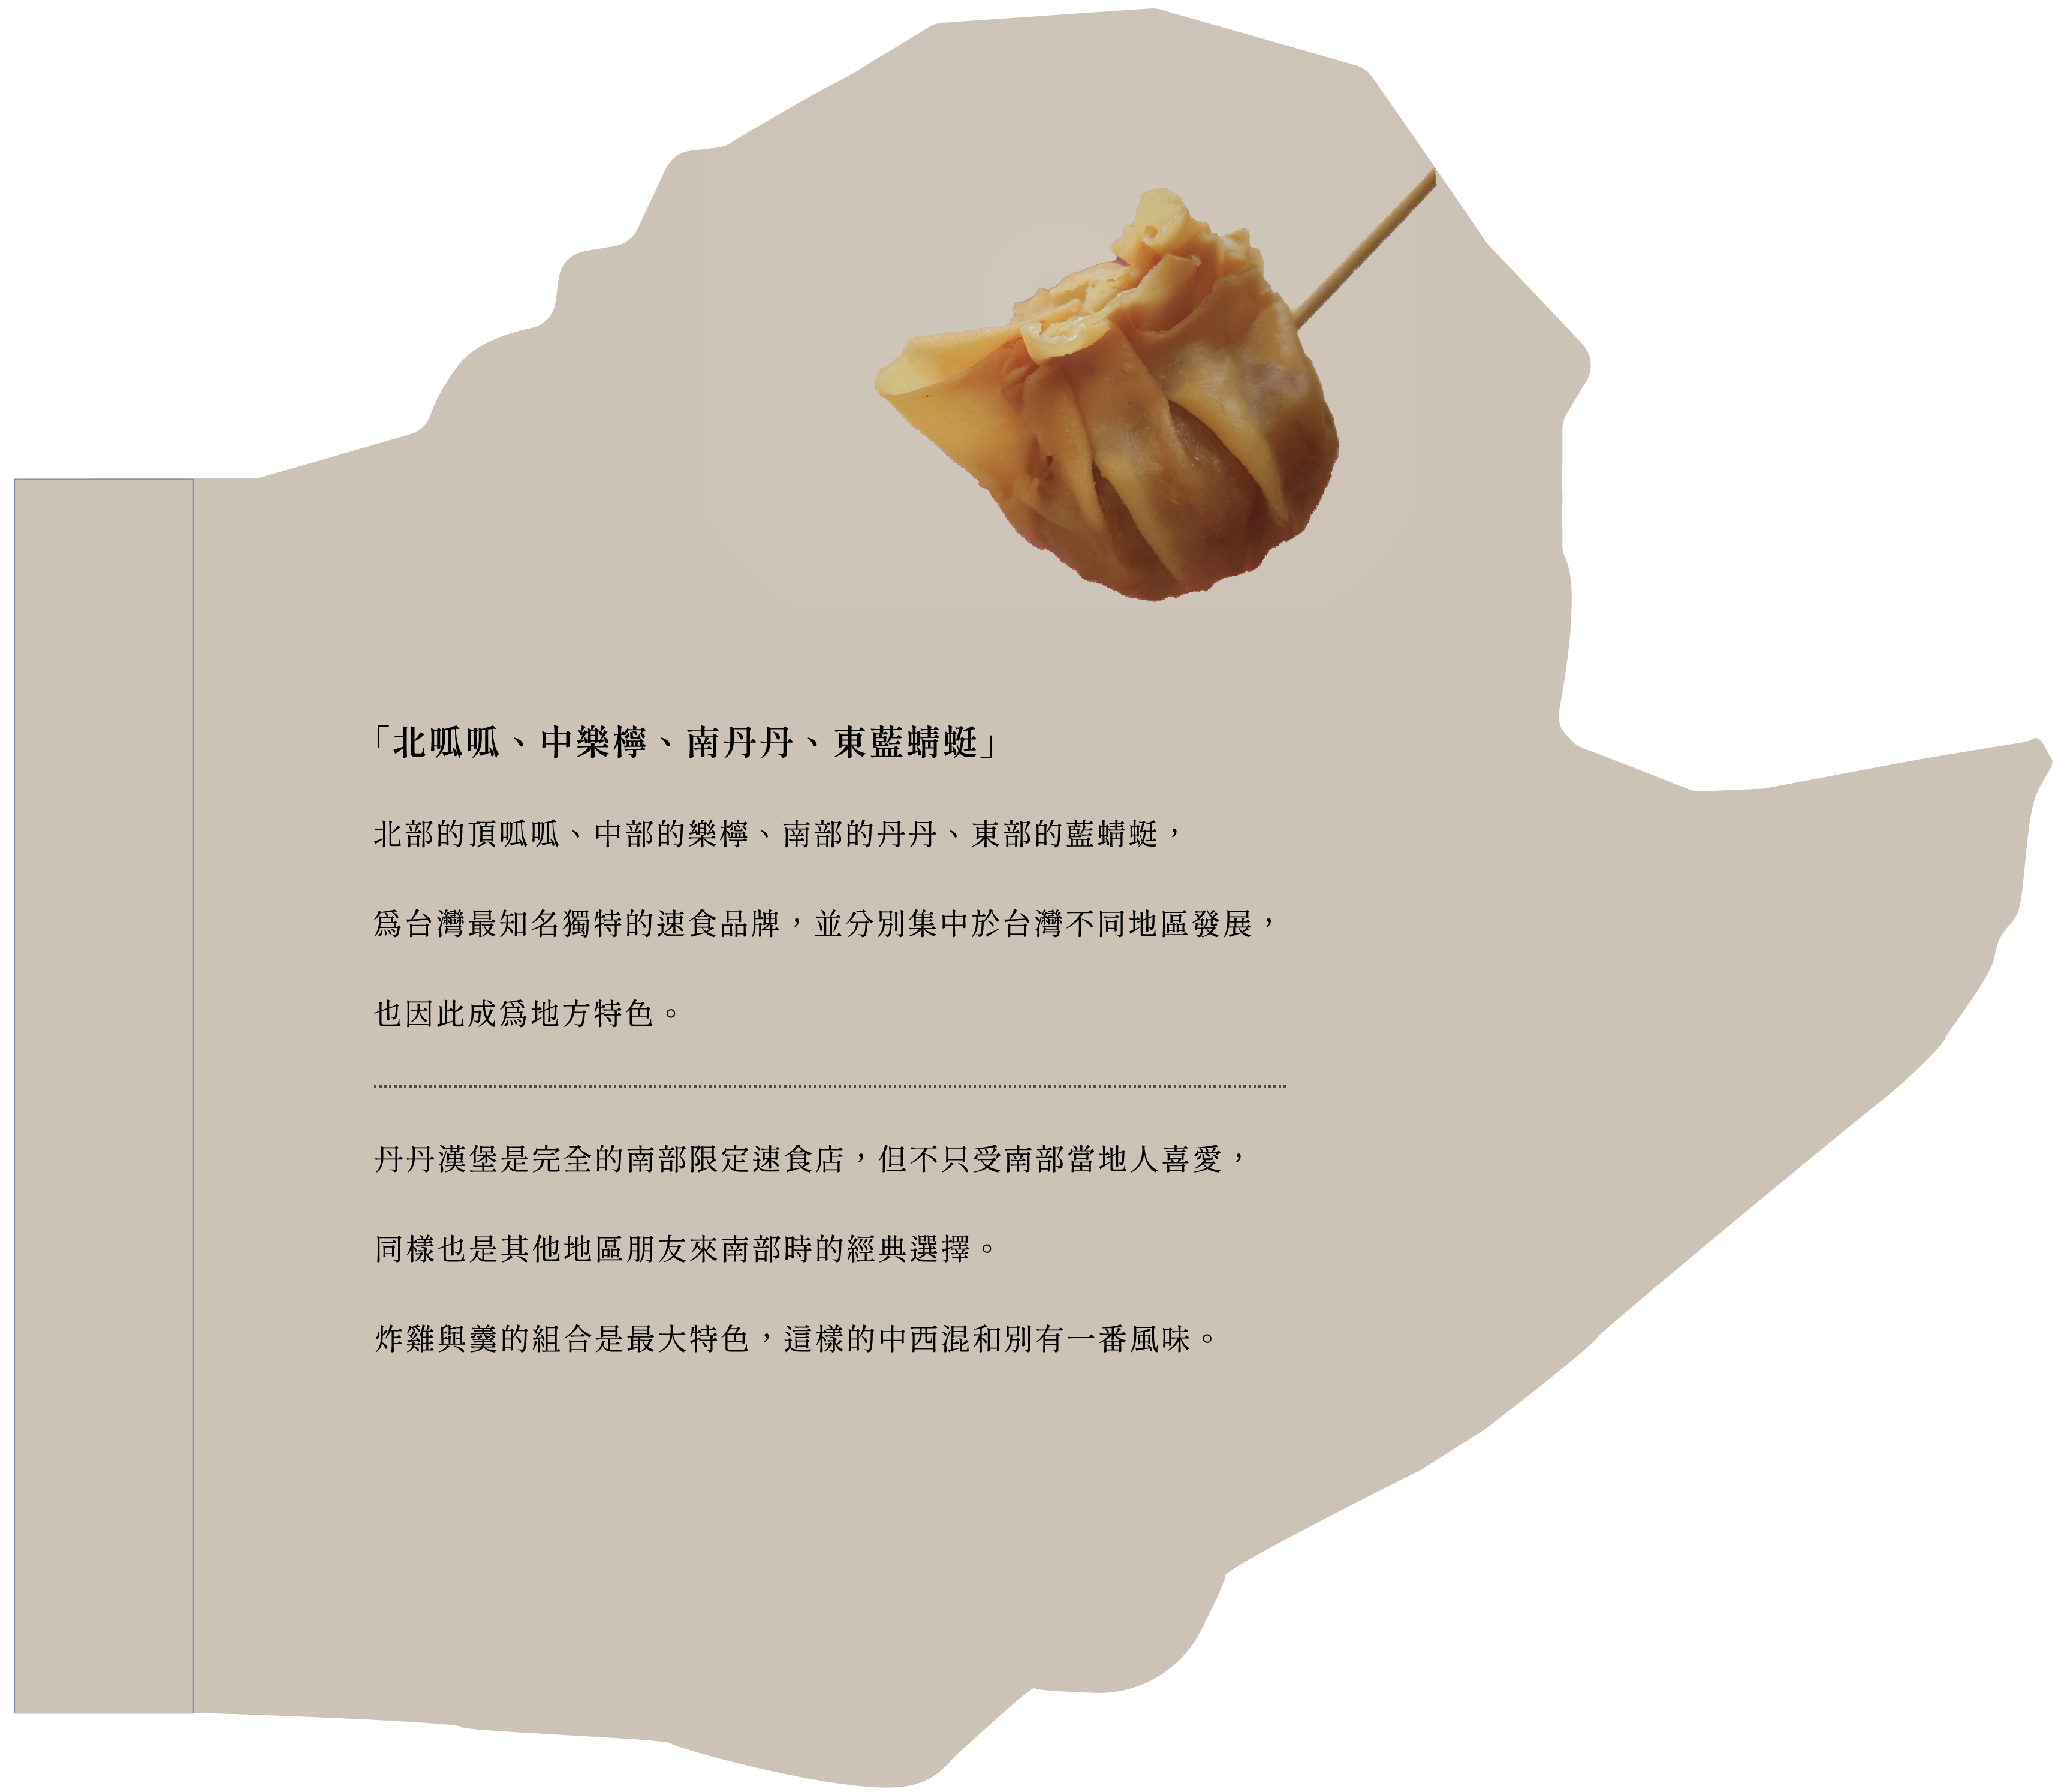 「北呱呱、中樂檸、南丹丹、東藍蜻蜓」
北部的頂呱呱、中部的樂檸、南部的丹丹、東部的藍蜻蜓，
爲台灣最知名獨特的速食品牌，並分別集中於台灣不同地區發展，
也因此成爲地方特色。
丹丹漢堡是完全的南部限定速食店，但不只受南部當地人喜愛，
同樣也是其他地區朋友來南部時的經典選擇。
炸雞與羹的組合是最大特色，這樣的中西混和別有一番風味。